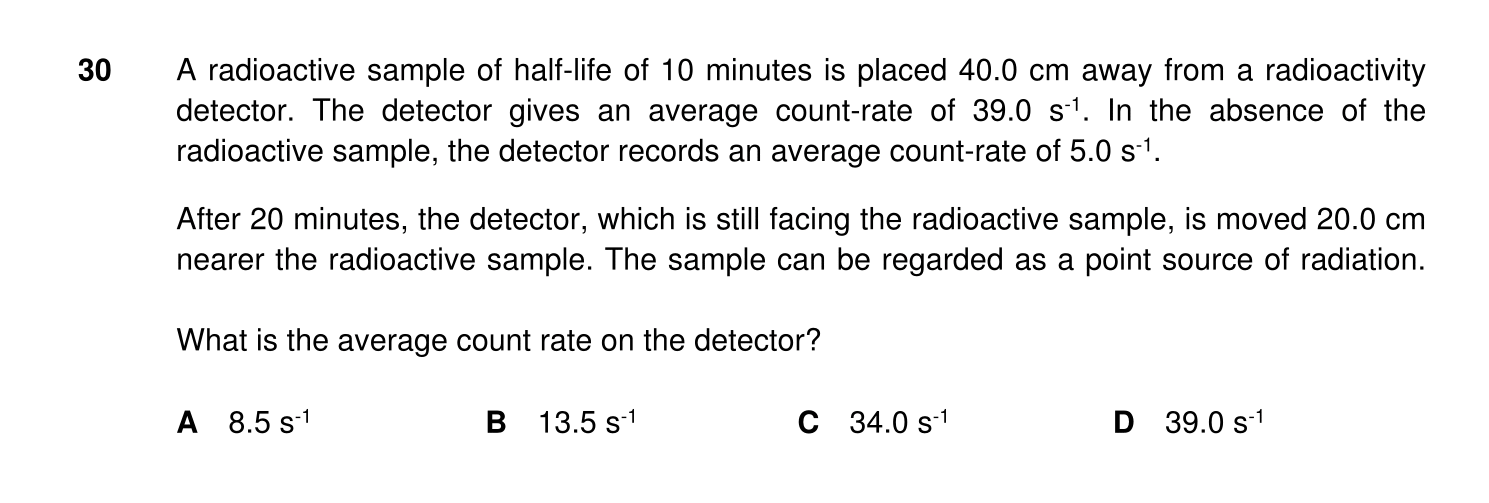 30 A radioactive sample of half-life of 10 minutes is placed 40.0 cm away from a radioactivity
detector. The detector gives an average count-rate of 39.0 s⁻¹. In the absence of the
radioactive sample, the detector records an average count-rate of 5.0 s⁻¹.
After 20 minutes, the detector, which is still facing the radioactive sample, is moved 20.0 cm
nearer the radioactive sample. The sample can be regarded as a point source of radiation.
What is the average count rate on the detector?
A 8.5 s⁻¹ B 13.5 s⁻¹ C 34.0 s⁻¹ D 39.0 s⁻¹